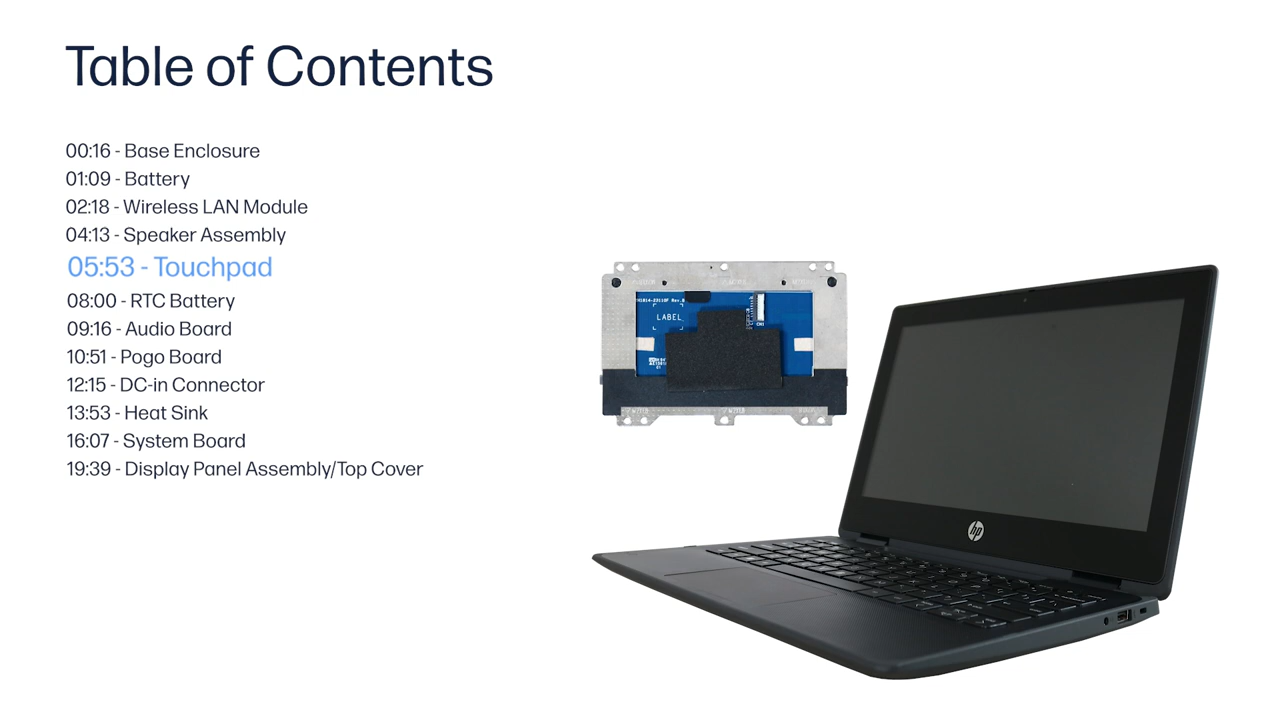 Table of Contents
00:16 - Base Enclosure
01:09 - Battery
02:18 - Wireless LAN Module
04:13 - Speaker Assembly
05:53 - Touchpad
08:00 - RTC Battery
09:16 - Audio Board
10:51 - Pogo Board
12:15 - DC-in Connector
13:53 - Heat Sink
16:07 - System Board
19:39 - Display Panel Assembly/Top Cover
LABEL
hp